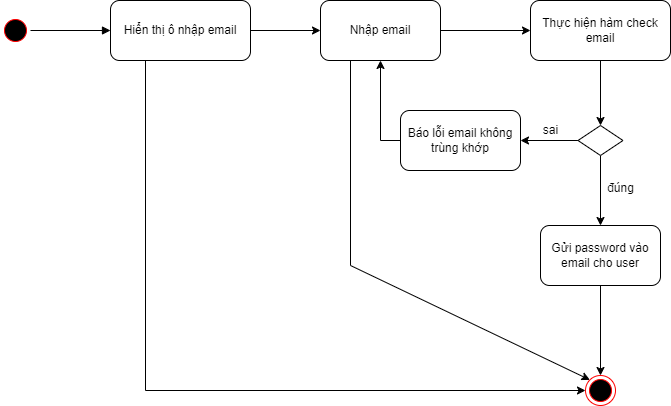 Hiển thị ô nhập email
Nhập email
Thực hiện hàm check
email
Báo lỗi email không
trùng khớp
sai
đúng
Gửi password vào
email cho user